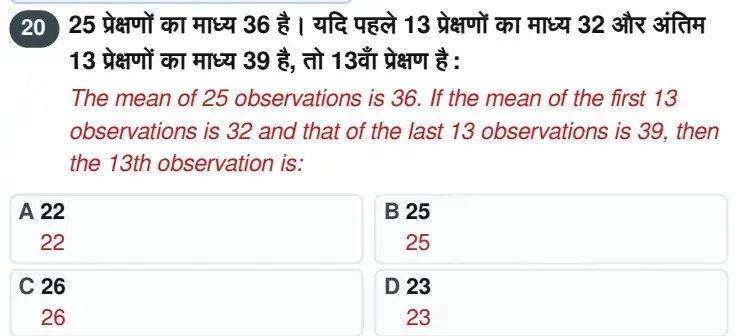 20 25 प्रेक्षणों का माध्य 36 है। यदि पहले 13 प्रेक्षणों का माध्य 32 और अंतिम
13 प्रेक्षणों का माध्य 39 है, तो 13वाँ प्रेक्षण है :
The mean of 25 observations is 36. If the mean of the first 13
observations is 32 and that of the last 13 observations is 39, then
the 13th observation is:
A 22
22
B 25
25
C 26
26
D 23
23